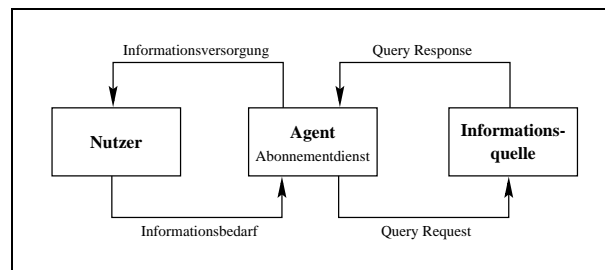 Informationsversorgung
Query Response
Nutzer
Agent
Abonnementdienst
Informations-
quelle
Informationsbedarf
Query Request